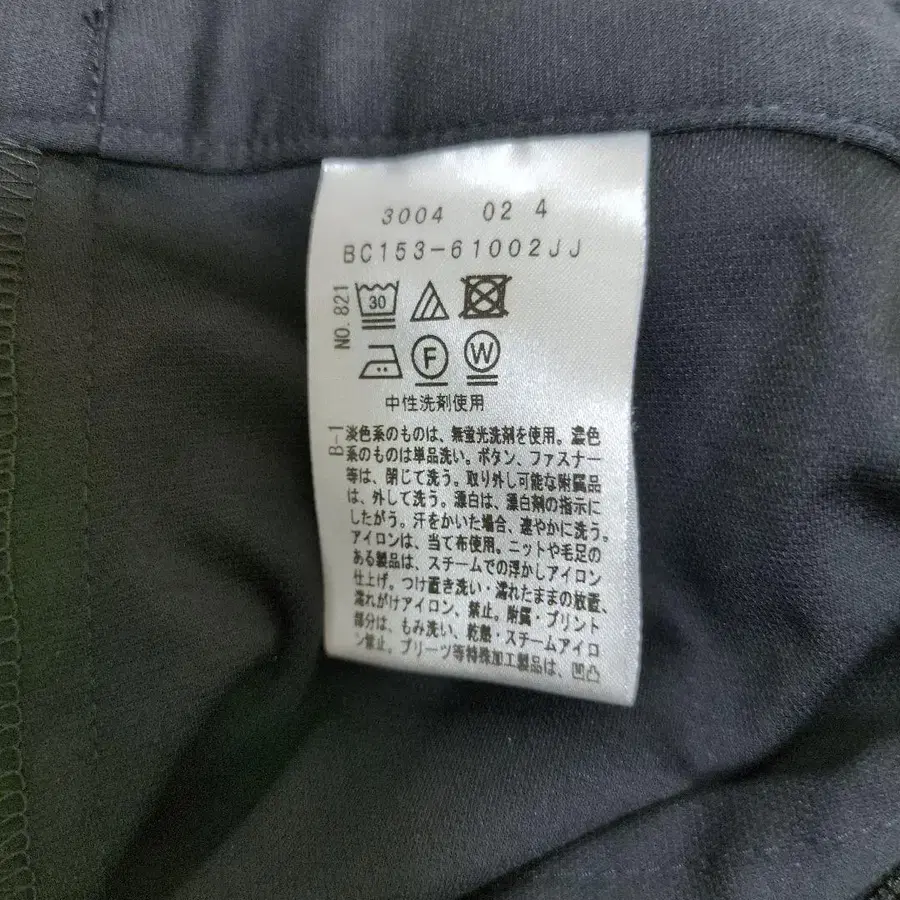 3004 02 4
BC153-61002JJ
NO. 821
30
F
W
中性洗剤使用
B-1
淡色系のものは、無蛍光洗剤を使用。濃色
系のものは単品洗い。ボタン、ファスナー
等は、閉じて洗う。取り外し可能な附属品
は、外して洗う。漂白は、漂白剤の指示に
したがう。汗をかいた場合、速やかに洗う。
アイロンは、当て布使用。ニットや毛足の
ある製品は、スチームでの浮かしアイロン
仕上げ。つけ置き洗い・濡れたままの放置、
濡れがけアイロン、禁止。附属・プリント
部分は、もみ洗い、乾熱・スチームアイロ
ン禁止。プリーツ等特殊加工製品は、凹凸